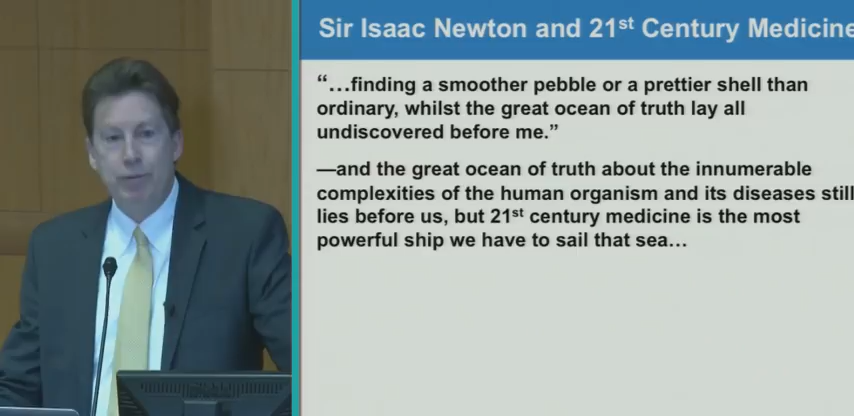 Sir Isaac Newton and 21st Century Medicine
“…finding a smoother pebble or a prettier shell than
ordinary, whilst the great ocean of truth lay all
undiscovered before me.”
—and the great ocean of truth about the innumerable
complexities of the human organism and its diseases still
lies before us, but 21st century medicine is the most
powerful ship we have to sail that sea…